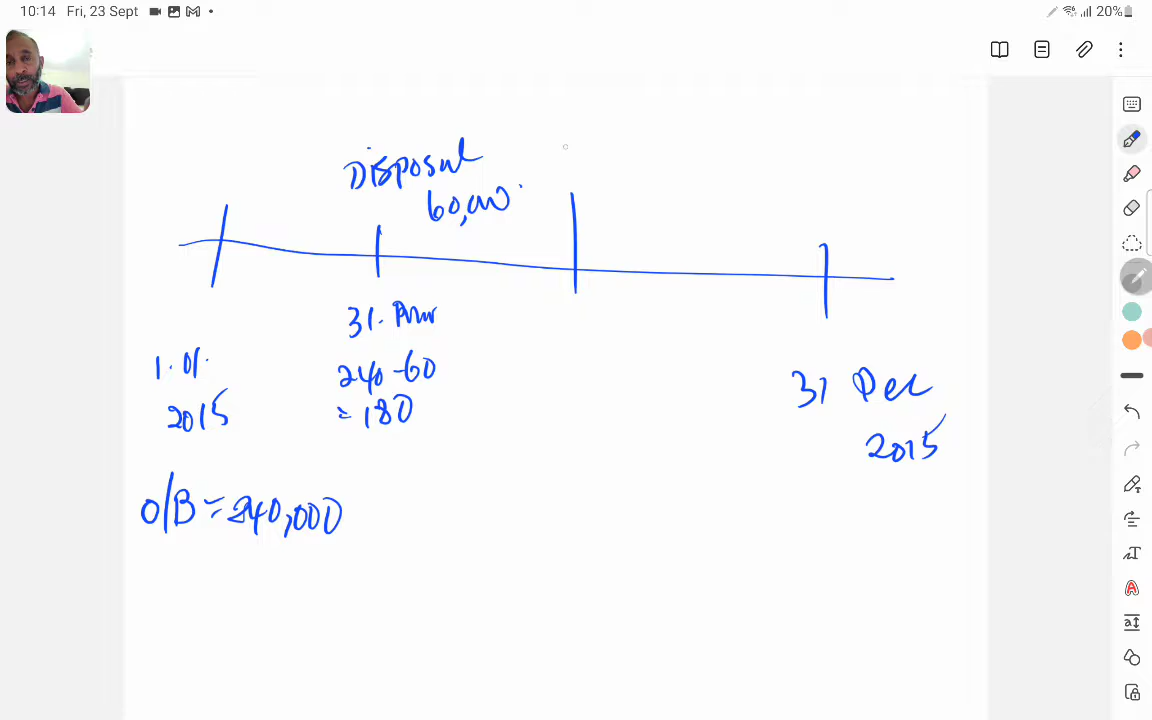 10:14 Fri, 23 Sept
20%
Disposal
60,000
31.
1.01.
2015
240-60
= 180
31 Dec
2015
O/B = 240,000